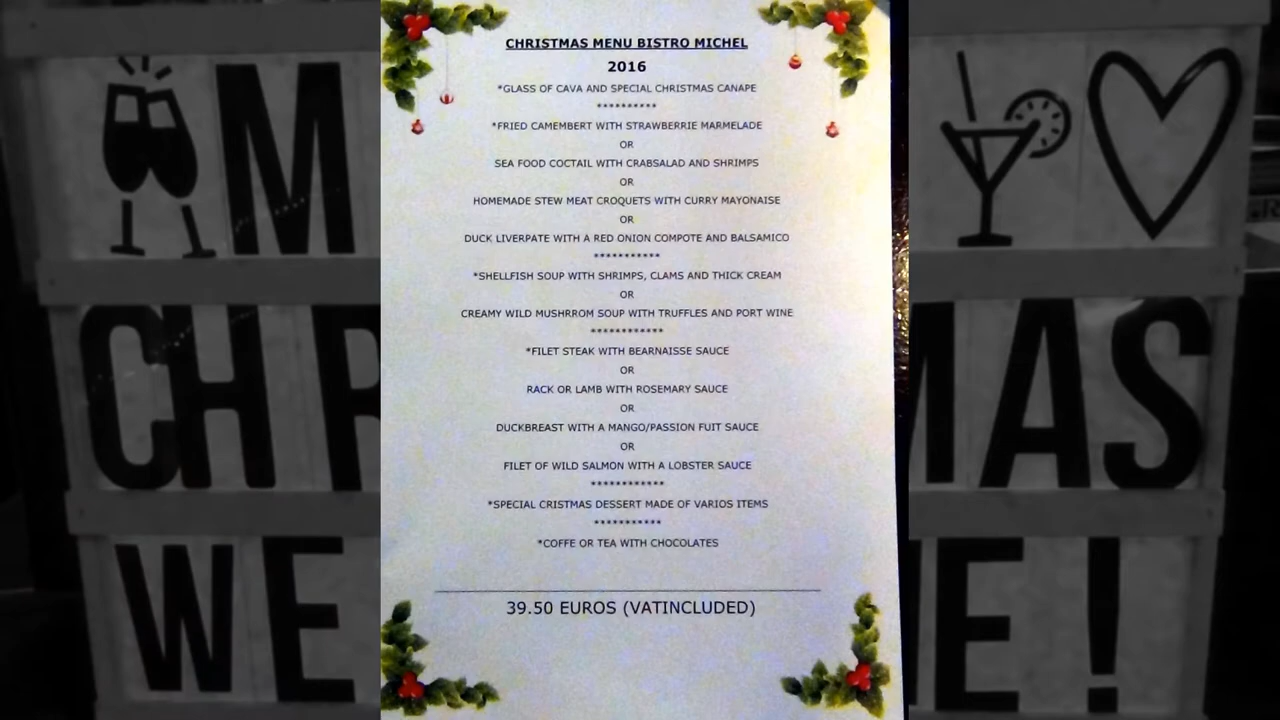 CHRISTMAS MENU BISTRO MICHEL
2016
*GLASS OF CAVA AND SPECIAL CHRISTMAS CANAPE
**********
*FRIED CAMEMBERT WITH STRAWBERRIE MARMELADE
OR
SEA FOOD COCTAIL WITH CRABSALAD AND SHRIMPS
OR
HOMEMADE STEW MEAT CROQUETS WITH CURRY MAYONAISE
OR
DUCK LIVERPATE WITH A RED ONION COMPOTE AND BALSAMICO
***********
*SHELLFISH SOUP WITH SHRIMPS, CLAMS AND THICK CREAM
OR
CREAMY WILD MUSHRROM SOUP WITH TRUFFLES AND PORT WINE
************
*FILET STEAK WITH BEARNAISSE SAUCE
OR
RACK OR LAMB WITH ROSEMARY SAUCE
OR
DUCKBREAST WITH A MANGO/PASSION FUIT SAUCE
OR
FILET OF WILD SALMON WITH A LOBSTER SAUCE
************
*SPECIAL CRISTMAS DESSERT MADE OF VARIOS ITEMS
***********
*COFFE OR TEA WITH CHOCOLATES
39.50 EUROS (VATINCLUDED)
M
CHR MAS
WE E!